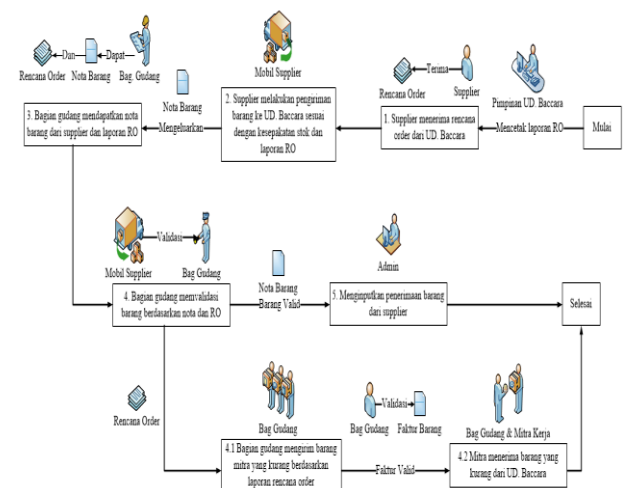 Dan
Dapat
Rencana Order
Nota Barang
Bag. Gudang
Mobil Supplier
Terima
Rencana Order
Supplier
Pimpinan UD. Baccara
3. Bagian gudang mendapatkan nota
barang dari supplier dan laporan RO
Nota Barang
Mengeluarkan
2. Supplier melakukan pengiriman
barang ke UD. Baccara sesuai
dengan kesepakatan stok dan
laporan RO
1. Supplier menerima rencana
order dari UD. Baccara
Mencetak laporan RO
Mulai
Validasi
Mobil Supplier
Bag Gudang
4. Bagian gudang memvalidasi
barang berdasarkan nota dan RO
Nota Barang
Barang Valid
Admin
5. Menginputkan penerimaan barang
dari supplier
Selesai
Rencana Order
Bag Gudang
4.1 Bagian gudang mengirim barang
mitra yang kurang berdasarkan
laporan rencana order
Validasi
Bag Gudang
Faktur Barang
Faktur Valid
Bag Gudang & Mitra Kerja
4.2 Mitra menerima barang yang
kurang dari UD. Baccara